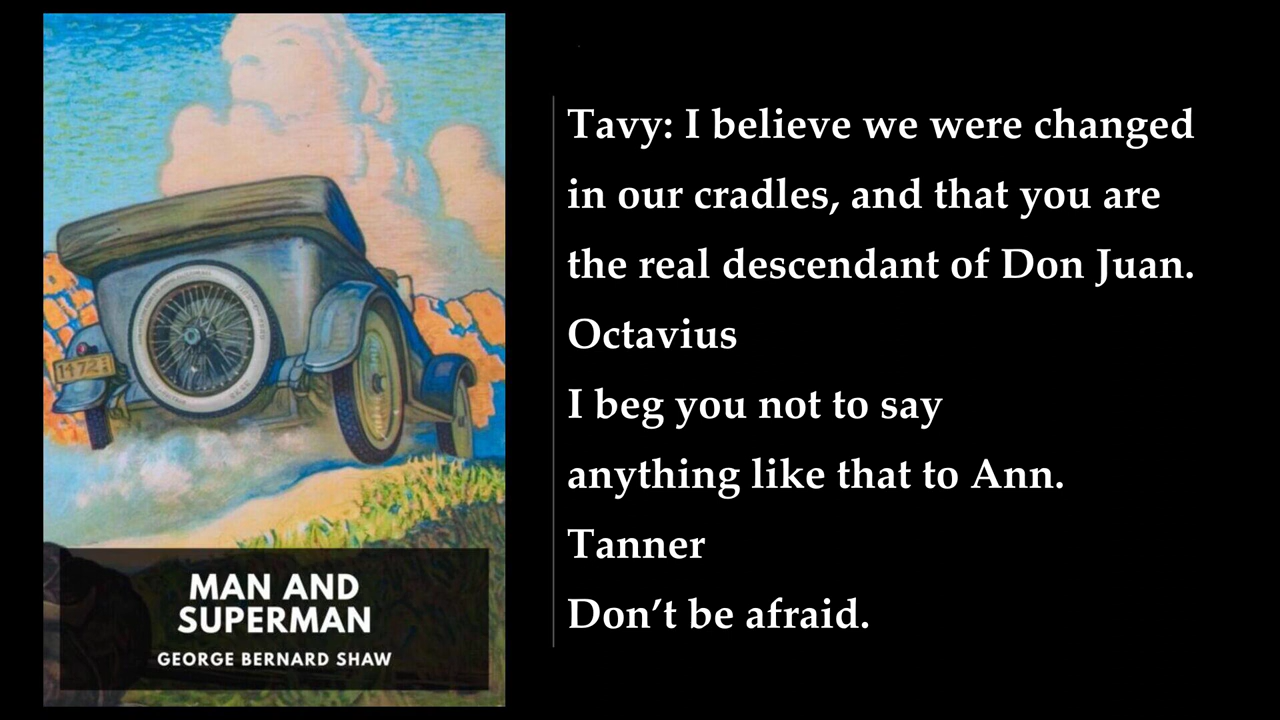 1472
MAN AND
SUPERMAN
GEORGE BERNARD SHAW
Tavy: I believe we were changed
in our cradles, and that you are
the real descendant of Don Juan.
Octavius
I beg you not to say
anything like that to Ann.
Tanner
Don’t be afraid.